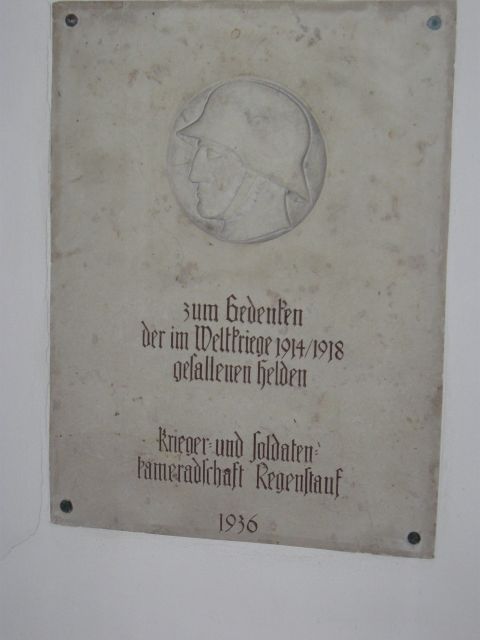 zum Gedenken
der im Weltkriege 1914/1918
gefallenen Helden
Krieger- und Soldaten-
kameradschaft Regenstauf
1936